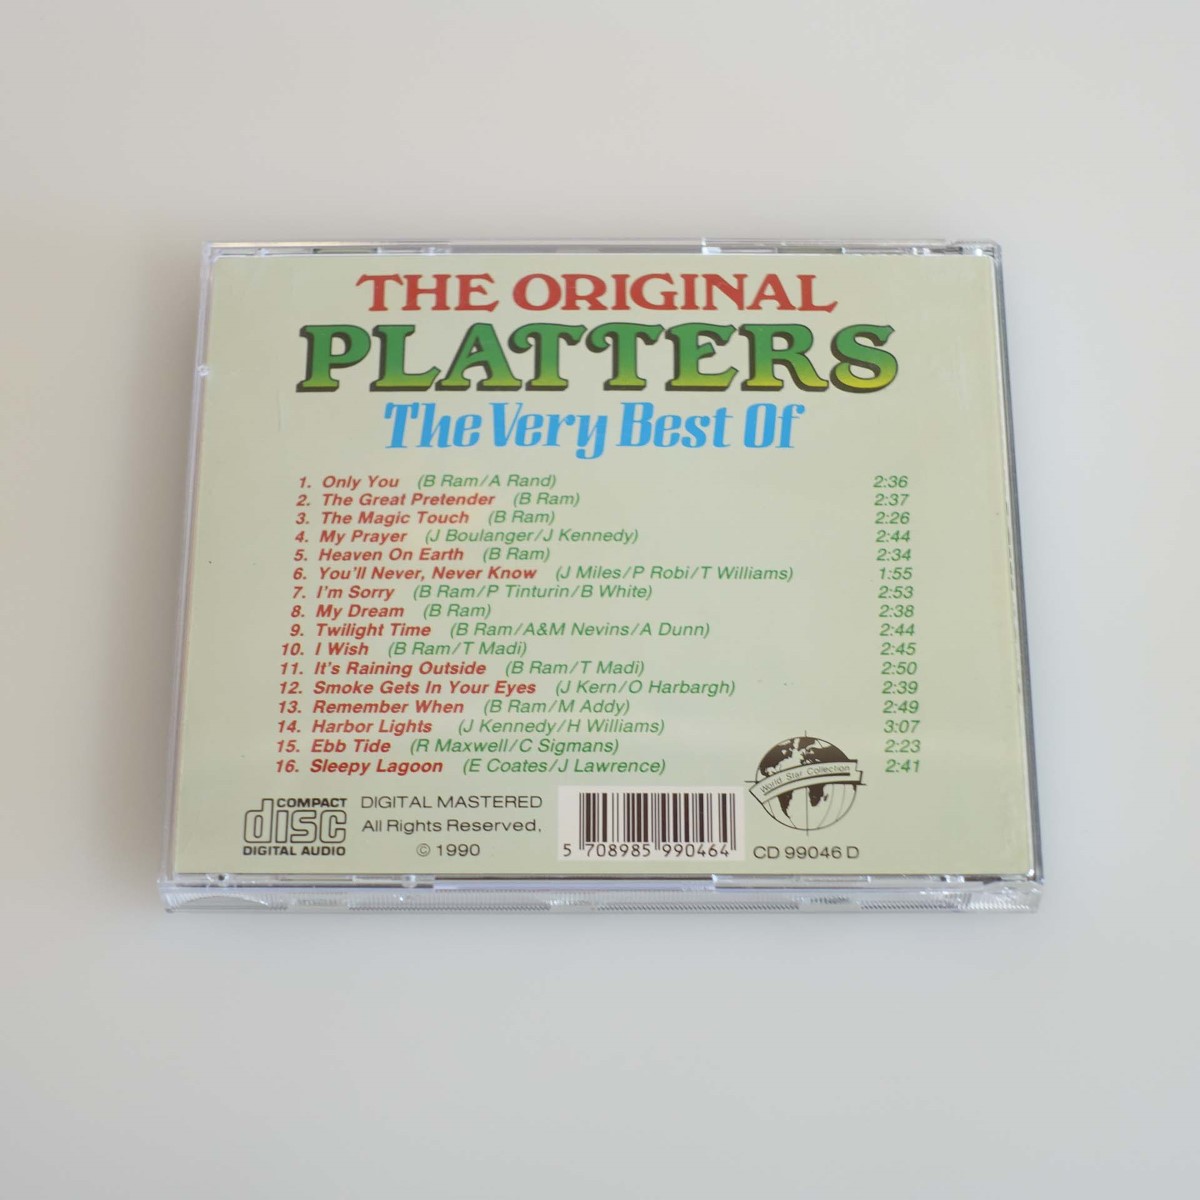 THE ORIGINAL
PLATTERS
The Very Best Of
1. Only You (B Ram/A Rand) 2:36
2. The Great Pretender (B Ram) 2:37
3. The Magic Touch (B Ram) 2:26
4. My Prayer (J Boulanger/J Kennedy) 2:44
5. Heaven On Earth (B Ram) 2:34
6. You'll Never, Never Know (J Miles/P Robi/T Williams) 1:55
7. I'm Sorry (B Ram/P Tinturin/B White) 2:53
8. My Dream (B Ram) 2:38
9. Twilight Time (B Ram/A&M Nevins/A Dunn) 2:44
10. I Wish (B Ram/T Madi) 2:45
11. It's Raining Outside (B Ram/T Madi) 2:50
12. Smoke Gets In Your Eyes (J Kern/O Harbargh) 2:39
13. Remember When (B Ram/M Addy) 2:49
14. Harbor Lights (J Kennedy/H Williams) 3:07
15. Ebb Tide (R Maxwell/C Sigmans) 2:23
16. Sleepy Lagoon (E Coates/J Lawrence) 2:41
World Star Collection
COMPACT
disc
DIGITAL AUDIO
DIGITAL MASTERED
All Rights Reserved,
© 1990
5 708985 990464
CD 99046 D